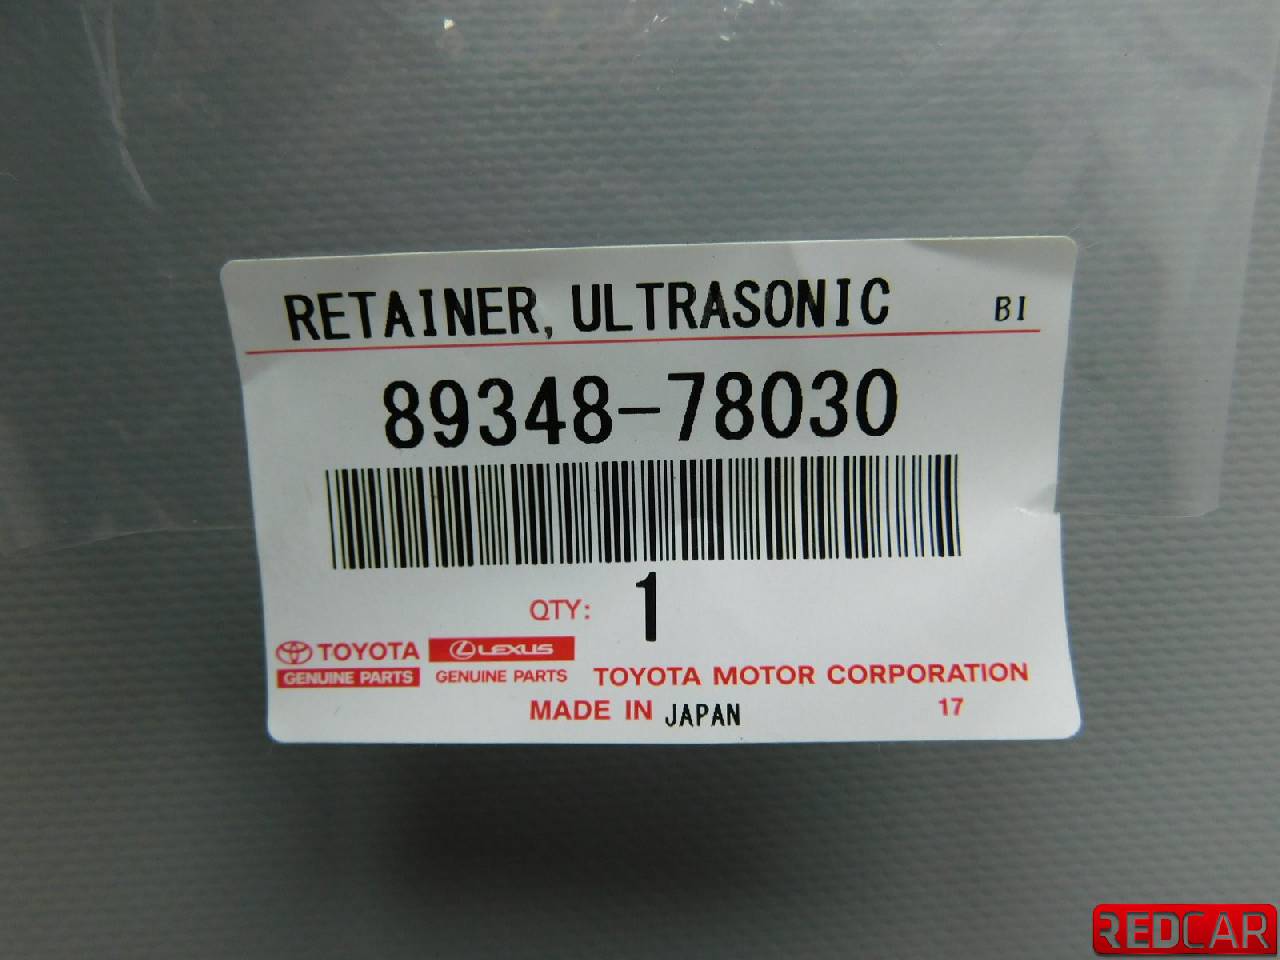 RETAINER, ULTRASONIC BI
89348-78030
QTY: 1
TOYOTA LEXUS
GENUINE PARTS GENUINE PARTS TOYOTA MOTOR CORPORATION
MADE IN JAPAN 17
REDCAR